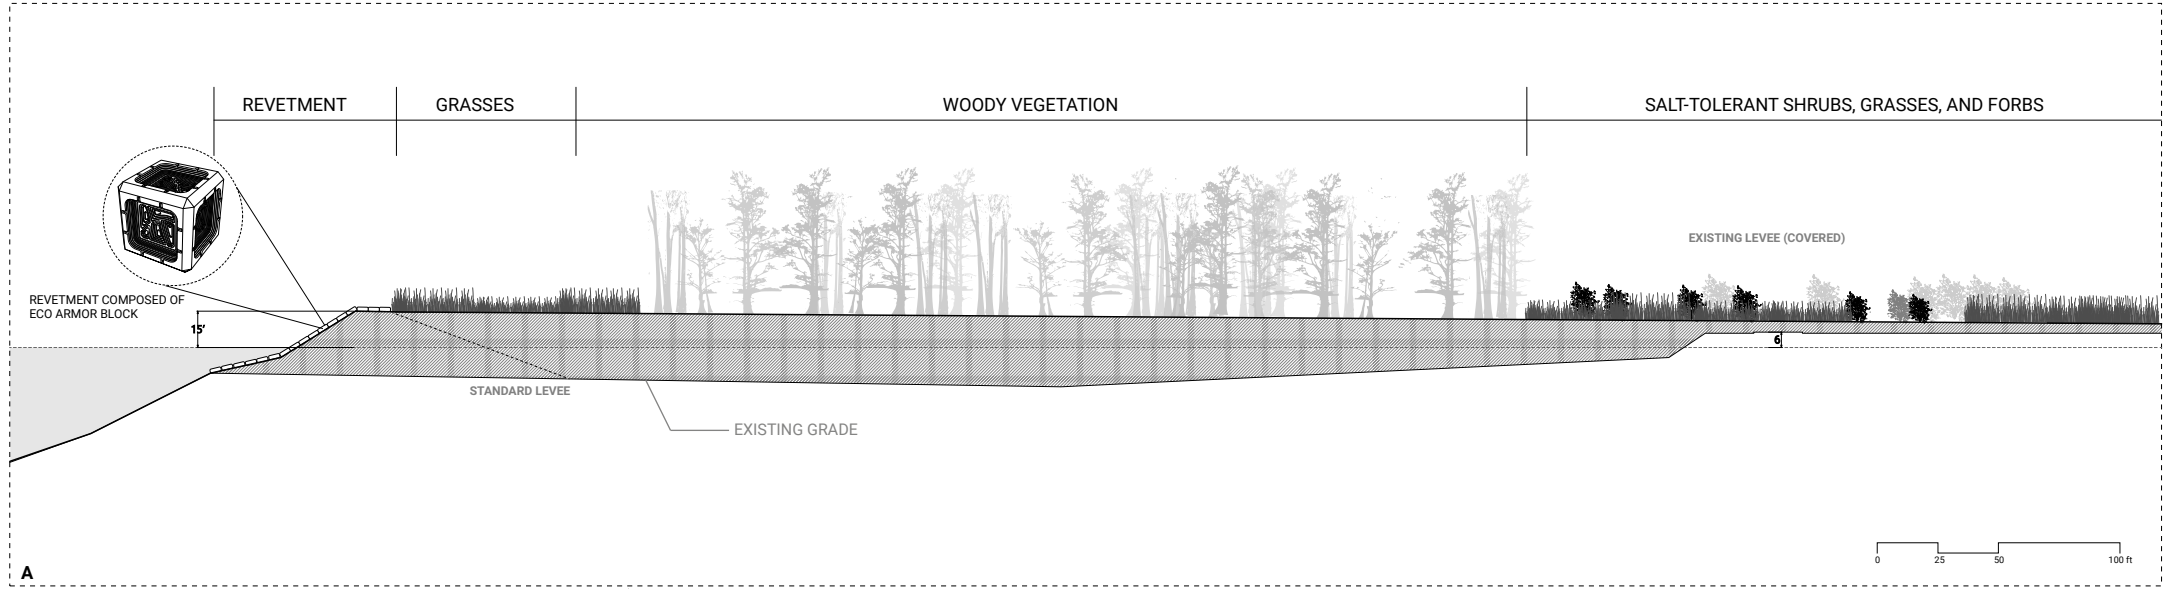 REVETMENT
GRASSES
WOODY VEGETATION
SALT-TOLERANT SHRUBS, GRASSES, AND FORBS
EXISTING LEVEE (COVERED)
REVETMENT COMPOSED OF
ECO ARMOR BLOCK
15'
6'
STANDARD LEVEE
EXISTING GRADE
0
25
50
100 ft
A